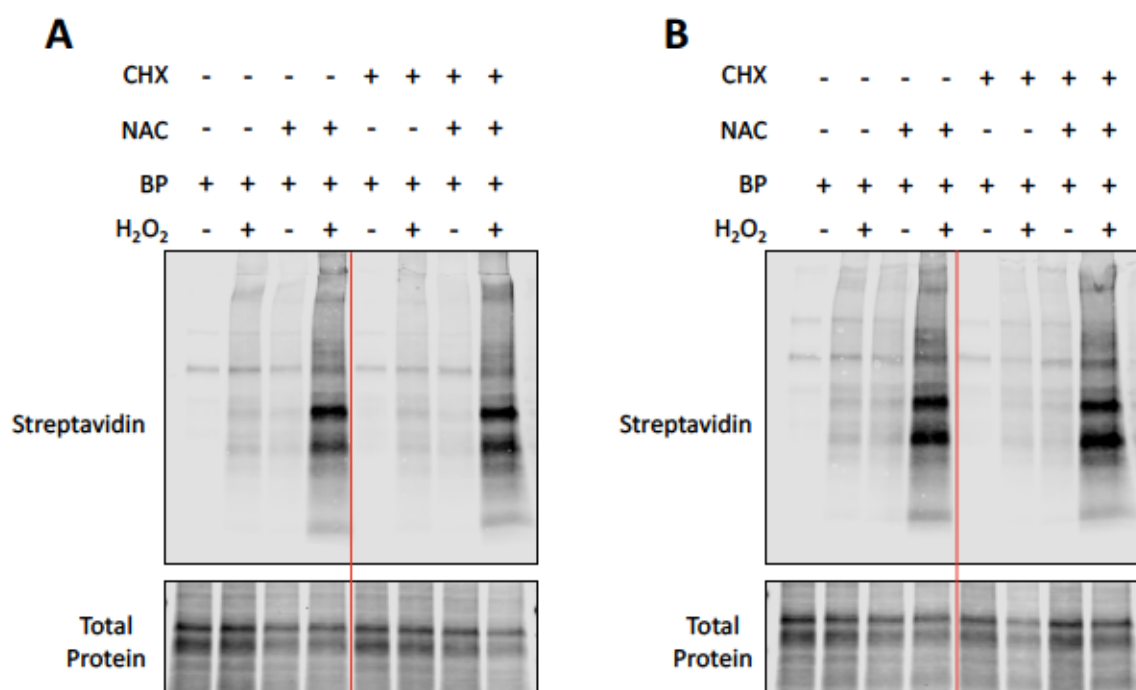 A
CHX - - - - + + + +
NAC - - + + - - + +
BP + + + + + + + +
H₂O₂ - + - + - + - +
Streptavidin
Total
Protein
B
CHX - - - - + + + +
NAC - - + + - - + +
BP + + + + + + + +
H₂O₂ - + - + - + - +
Streptavidin
Total
Protein